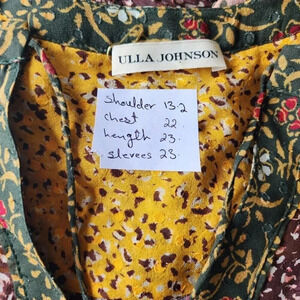 ULLA JOHNSON
shoulder 13.2
chest 22.
Length 23.
sleeves 23.